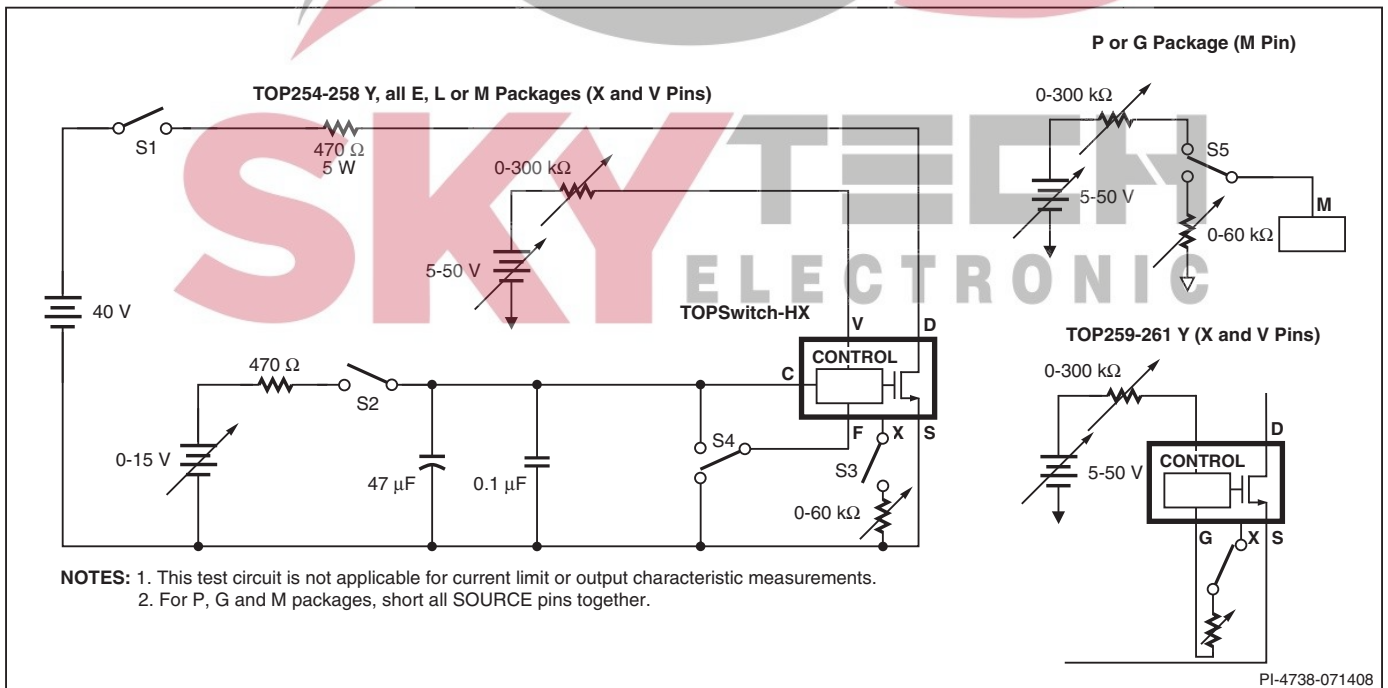 P or G Package (M Pin)
TOP254-258 Y, all E, L or M Packages (X and V Pins)
0-300 kΩ
S1
470 Ω
5 W
0-300 kΩ
S5
5-50 V
M
0-60 kΩ
SKYTECH
ELECTRONIC
5-50 V
40 V
TOPSwitch-HX
V
D
TOP259-261 Y (X and V Pins)
CONTROL
C
470 Ω
S2
0-300 kΩ
F
X
S
D
S4
S3
0-15 V
47 µF
0.1 µF
0-60 kΩ
5-50 V
CONTROL
G
X
S
NOTES: 1. This test circuit is not applicable for current limit or output characteristic measurements.
2. For P, G and M packages, short all SOURCE pins together.
PI-4738-071408